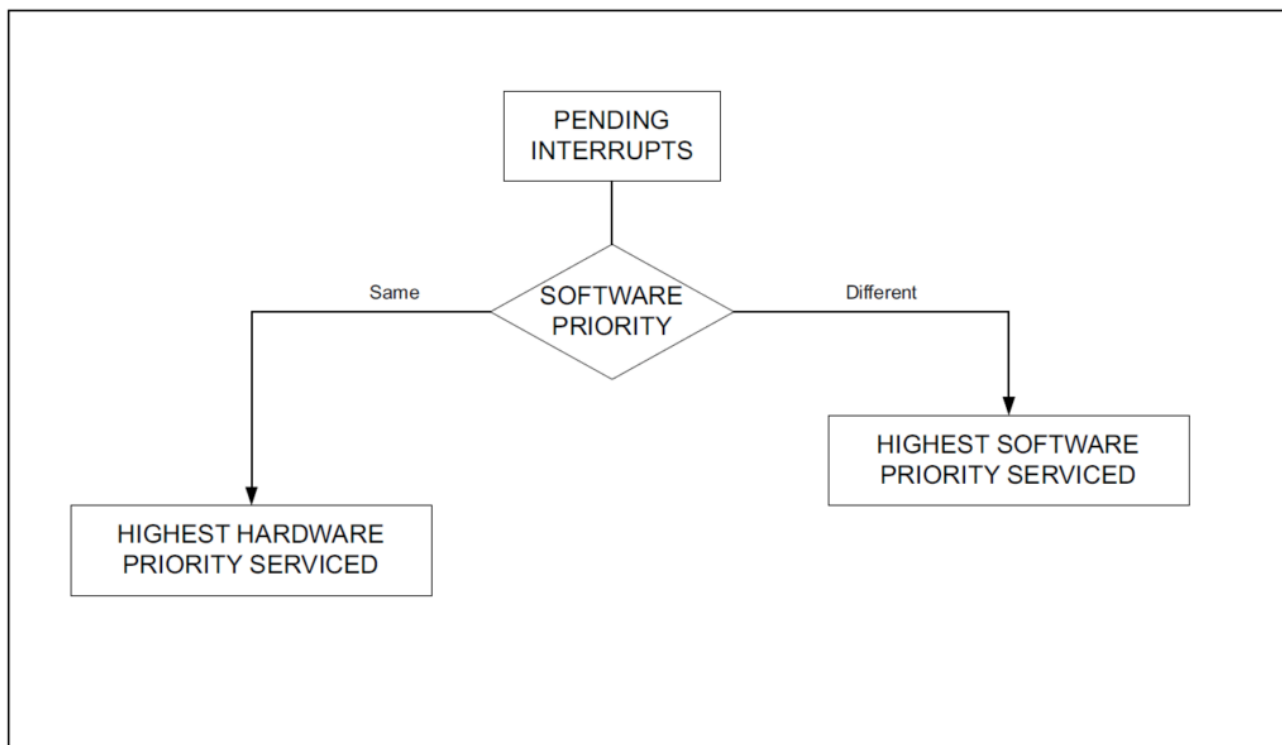 PENDING
INTERRUPTS
Same
SOFTWARE
PRIORITY
Different
HIGHEST SOFTWARE
PRIORITY SERVICED
HIGHEST HARDWARE
PRIORITY SERVICED